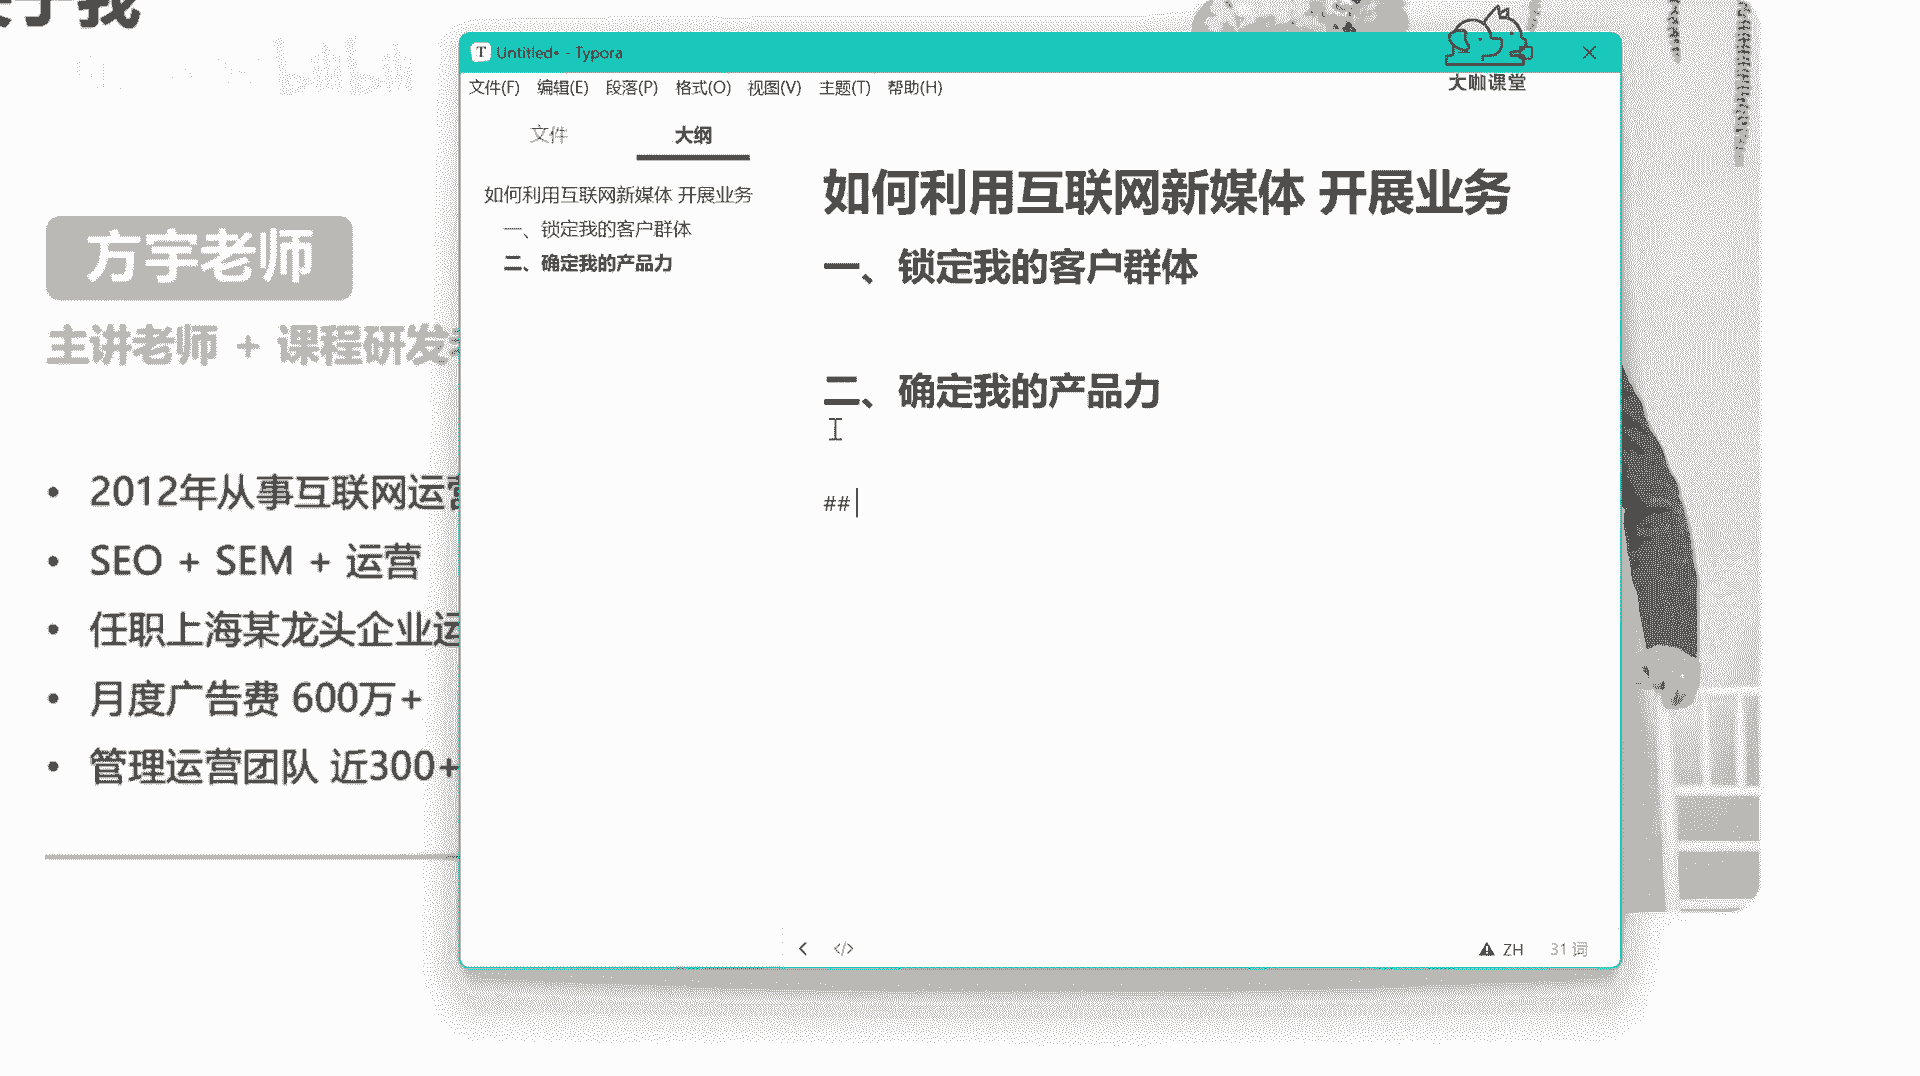 bilibili
方宇老师
主讲老师 + 课程研发
2012年从事互联网运营
SEO + SEM + 运营
任职上海某龙头企业运
月度广告费 600万+
管理运营团队 近300+
Untitled• - Typora
大咖课堂
文件(F) 编辑(E) 段落(P) 格式(O) 视图(V) 主题(T) 帮助(H)
文件 大纲
如何利用互联网新媒体 开展业务
一、锁定我的客户群体
二、确定我的产品力
如何利用互联网新媒体 开展业务
一、锁定我的客户群体
二、确定我的产品力
##
ZH 31 词